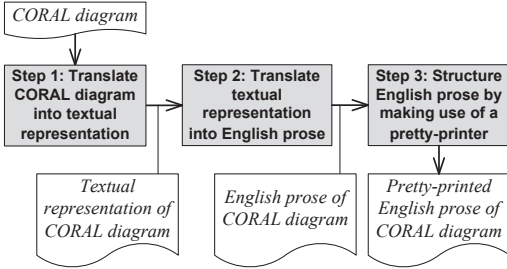 CORAL diagram
Step 1: Translate
CORAL diagram
into textual
representation
Step 2: Translate
textual
representation
into English prose
Step 3: Structure
English prose by
making use of a
pretty-printer
Textual
representation of
CORAL diagram
English prose of
CORAL diagram
Pretty-printed
English prose of
CORAL diagram